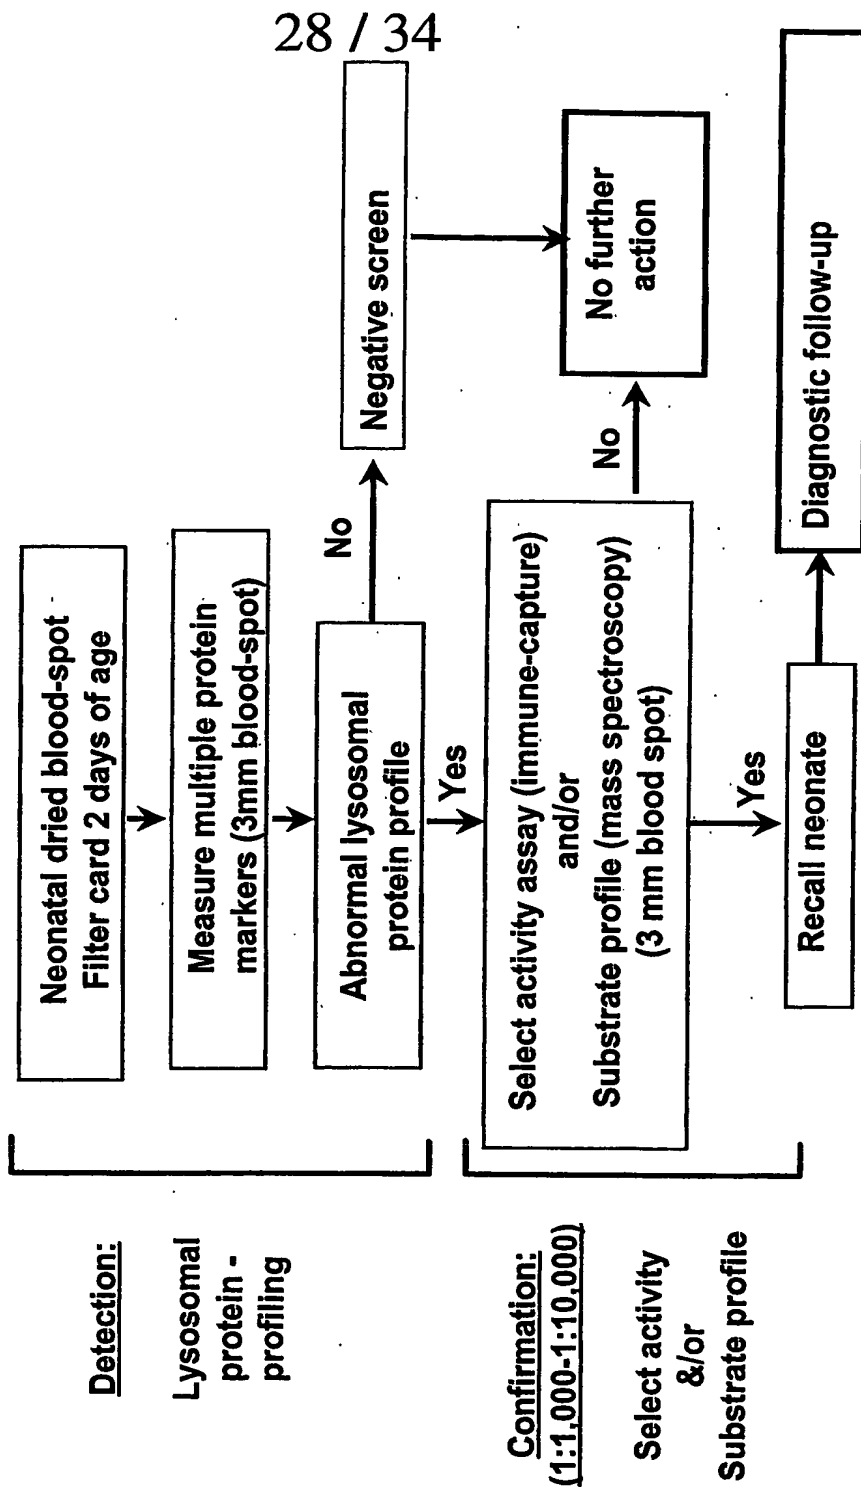 28 / 34
Detection:
Lysosomal
protein -
profiling
Neonatal dried blood-spot
Filter card 2 days of age
Measure multiple protein
markers (3mm blood-spot)
Abnormal lysosomal
protein profile
No
Negative screen
Yes
Confirmation:
(1:1,000-1:10,000)
Select activity
&/or
Substrate profile
Select activity assay (immune-capture)
and/or
Substrate profile (mass spectroscopy)
(3 mm blood spot)
No
No further
action
Yes
Recall neonate
Diagnostic follow-up